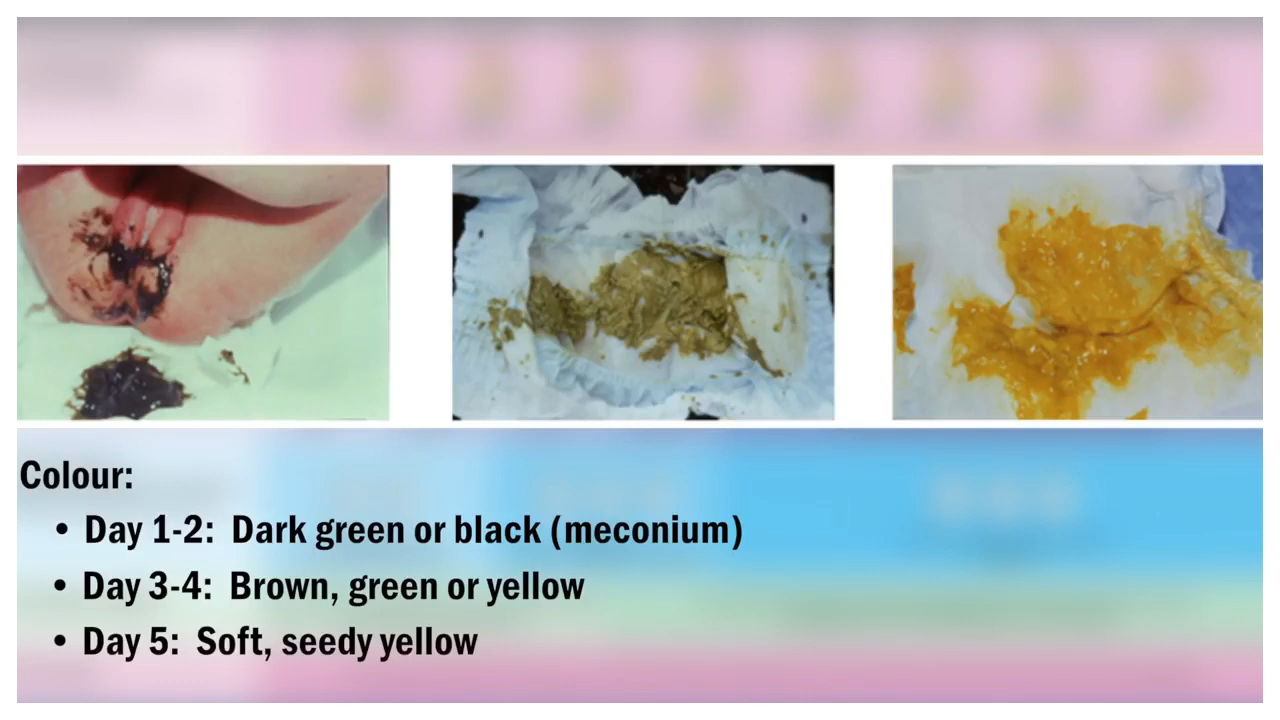 Colour:
• Day 1-2: Dark green or black (meconium)
• Day 3-4: Brown, green or yellow
• Day 5: Soft, seedy yellow